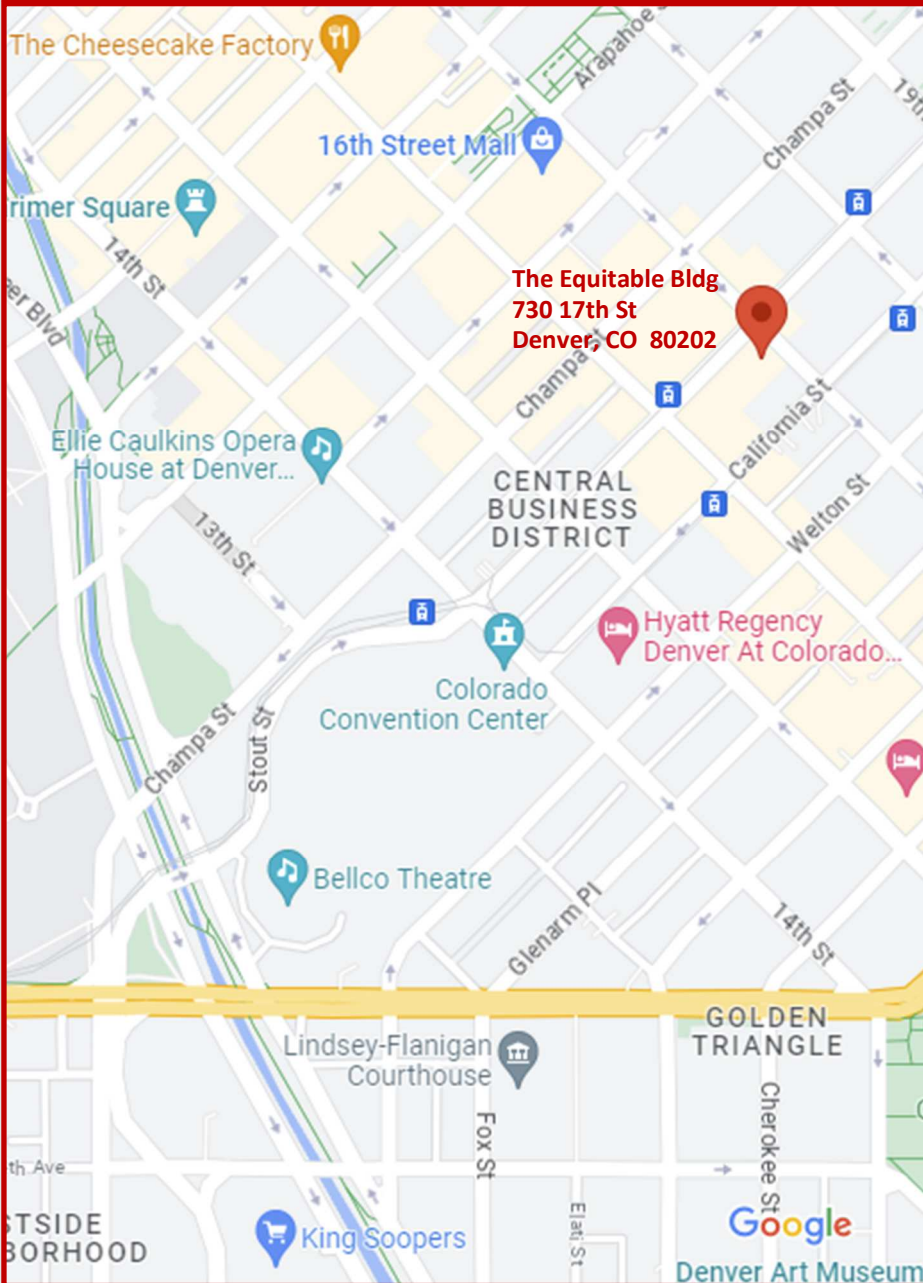 The Cheesecake Factory
Arapahoe
19th
Champa St
16th Street Mall
rimer Square
14th St
er Blvd
The Equitable Bldg
730 17th St
Denver, CO  80202
Champa St
California St
Ellie Caulkins Opera
House at Denver...
CENTRAL
BUSINESS
DISTRICT
Welton St
13th St
Hyatt Regency
Denver At Colorado...
Colorado
Convention Center
Champa St
Stout St
Bellco Theatre
Glenarm Pl
14th St
GOLDEN
TRIANGLE
Lindsey-Flanigan
Courthouse
Fox St
Cherokee St
th Ave
Elati St
STSIDE
BORHOOD
King Soopers
Google
Denver Art Museum